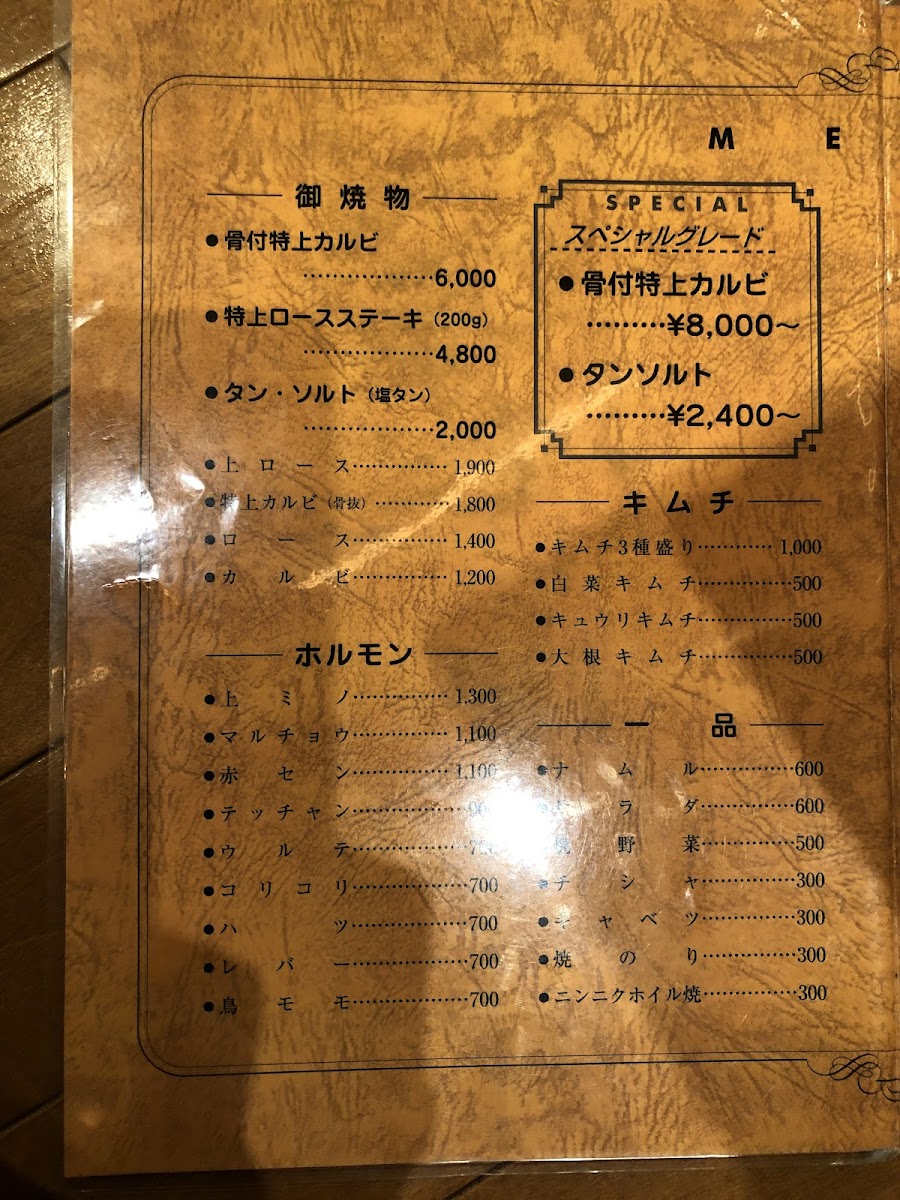 M E
御焼物
●骨付特上カルビ
………………6,000
●特上ロースステーキ（200g）
………………4,800
●タン・ソルト（塩タン）
………………2,000
●上ロース…………… 1,900
●特上カルビ（骨抜）………… 1,800
●ロース…………… 1,400
●カルビ…………… 1,200
ホルモン
●上ミノ…………… 1,300
●マルチョウ…………… 1,100
●赤セン…………… 1,100
●テッチャン……………
●ウルテ……………
●コリコリ……………700
●ハツ……………700
●レバー……………700
●鳥モモ……………700
SPECIAL
スペシャルグレード
●骨付特上カルビ
………¥8,000～
●タンソルト
………¥2,400～
キムチ
●キムチ3種盛り………… 1,000
●白菜キムチ……………500
●キュウリキムチ……………500
●大根キムチ……………500
一品
●ナムル……………600
ラダ……………600
野菜……………500
●チシャ……………300
●キャベツ……………300
●焼のり……………300
●ニンニクホイル焼……………300